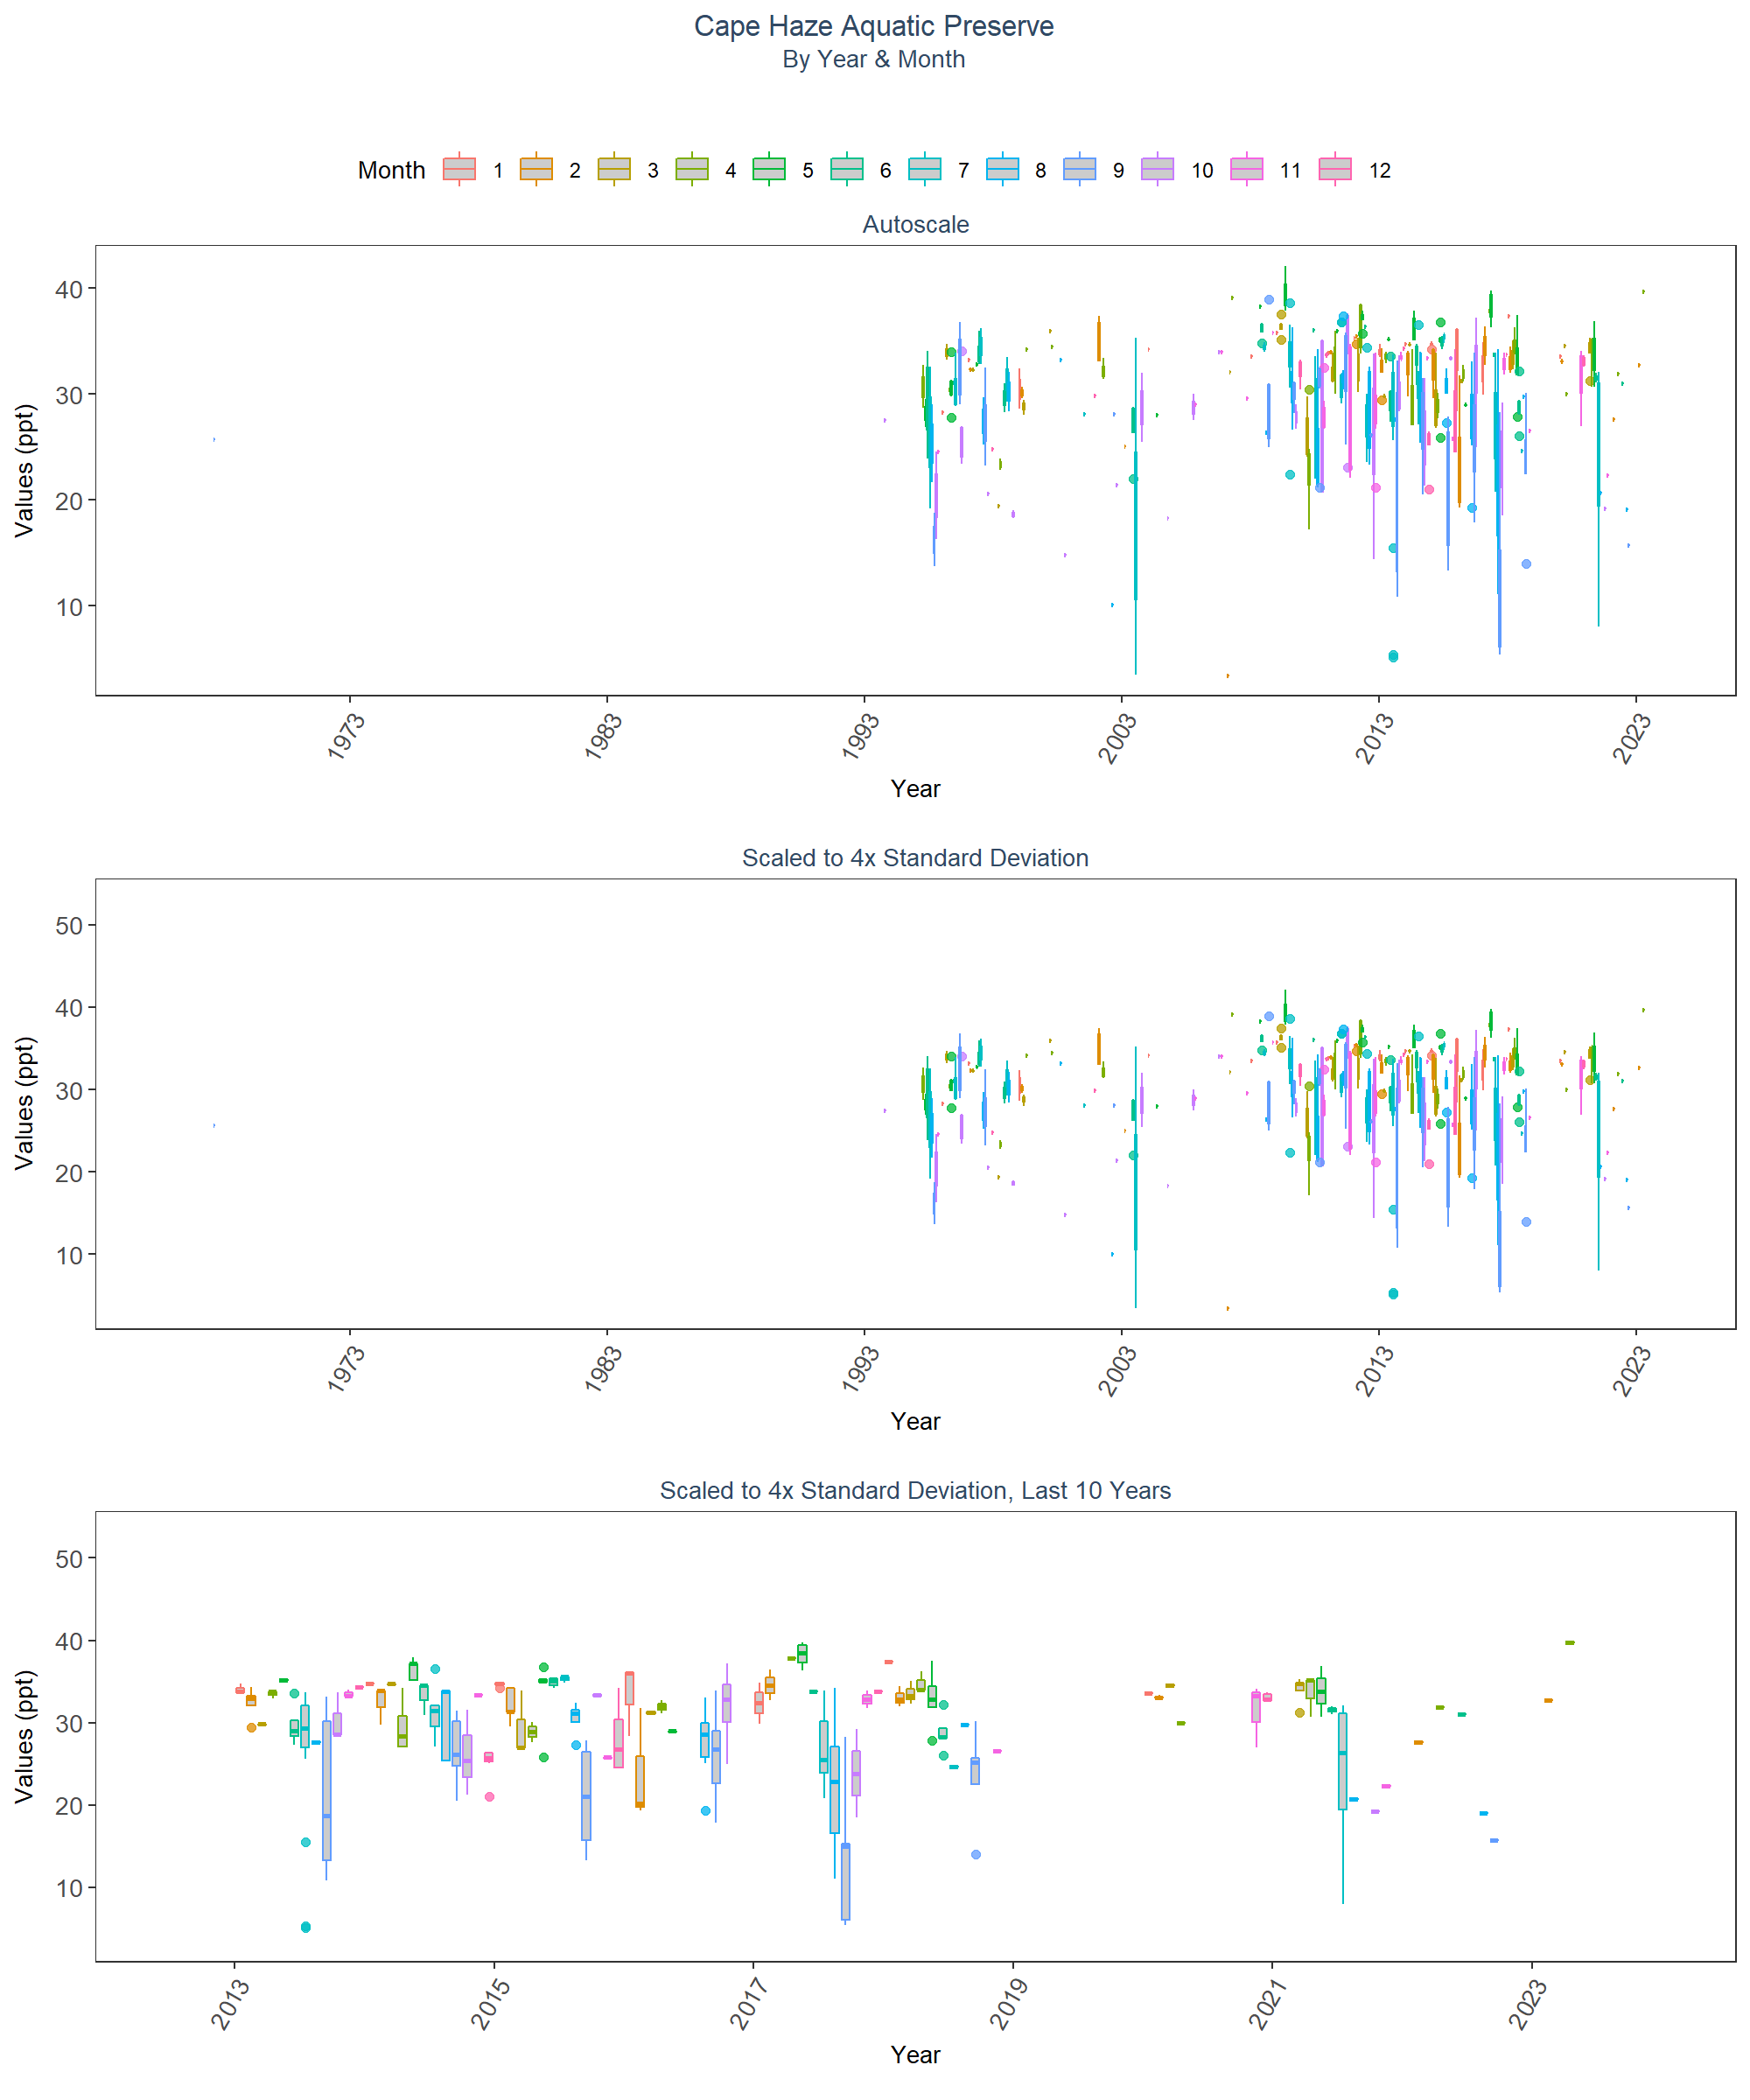 Cape Haze Aquatic Preserve
By Year & Month
Month 1 2 3 4 5 6 7 8 9 10 11 12
Autoscale
Values (ppt)
40
30
20
10
1973 1983 1993 2003 2013 2023
Year
Scaled to 4x Standard Deviation
Values (ppt)
50
40
30
20
10
1973 1983 1993 2003 2013 2023
Year
Scaled to 4x Standard Deviation, Last 10 Years
Values (ppt)
50
40
30
20
10
2013 2015 2017 2019 2021 2023
Year